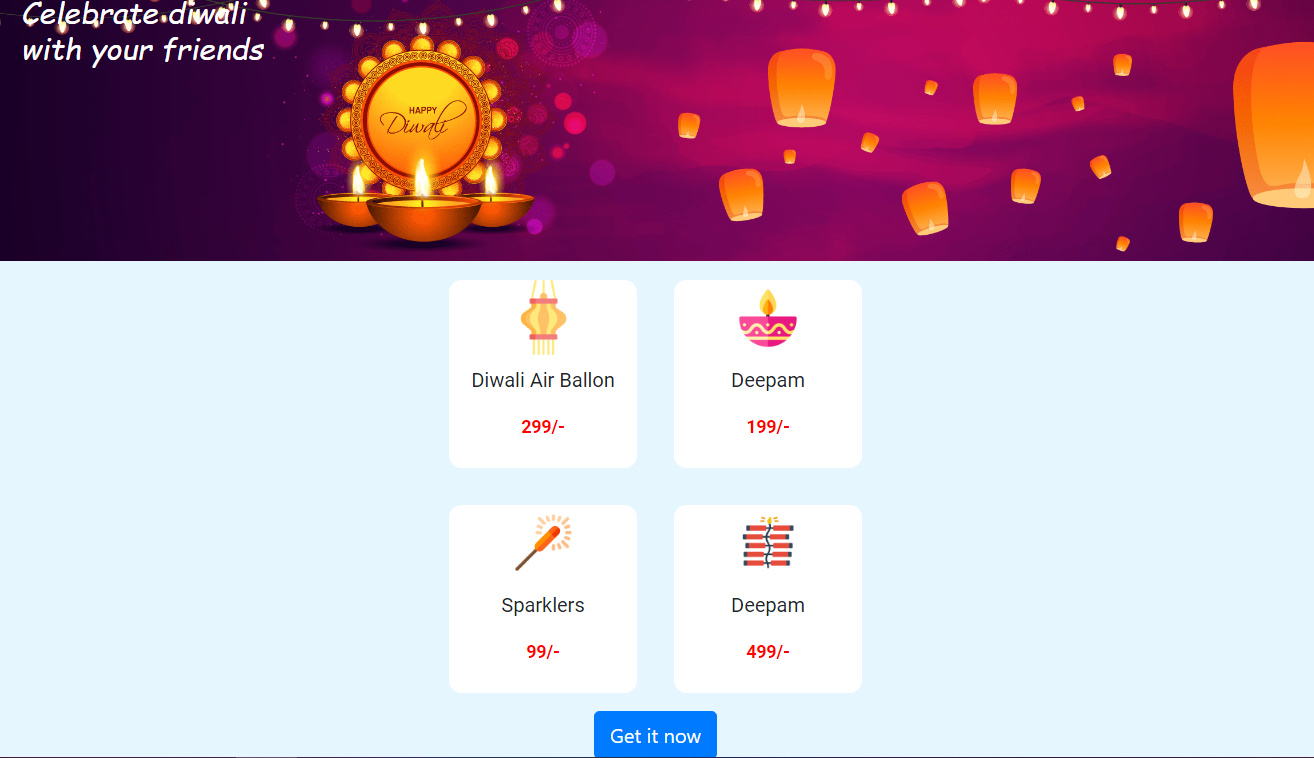 Celebrate diwali
with your friends
HAPPY
Diwali
Diwali Air Ballon
299/-
Deepam
199/-
Sparklers
99/-
Deepam
499/-
Get it now